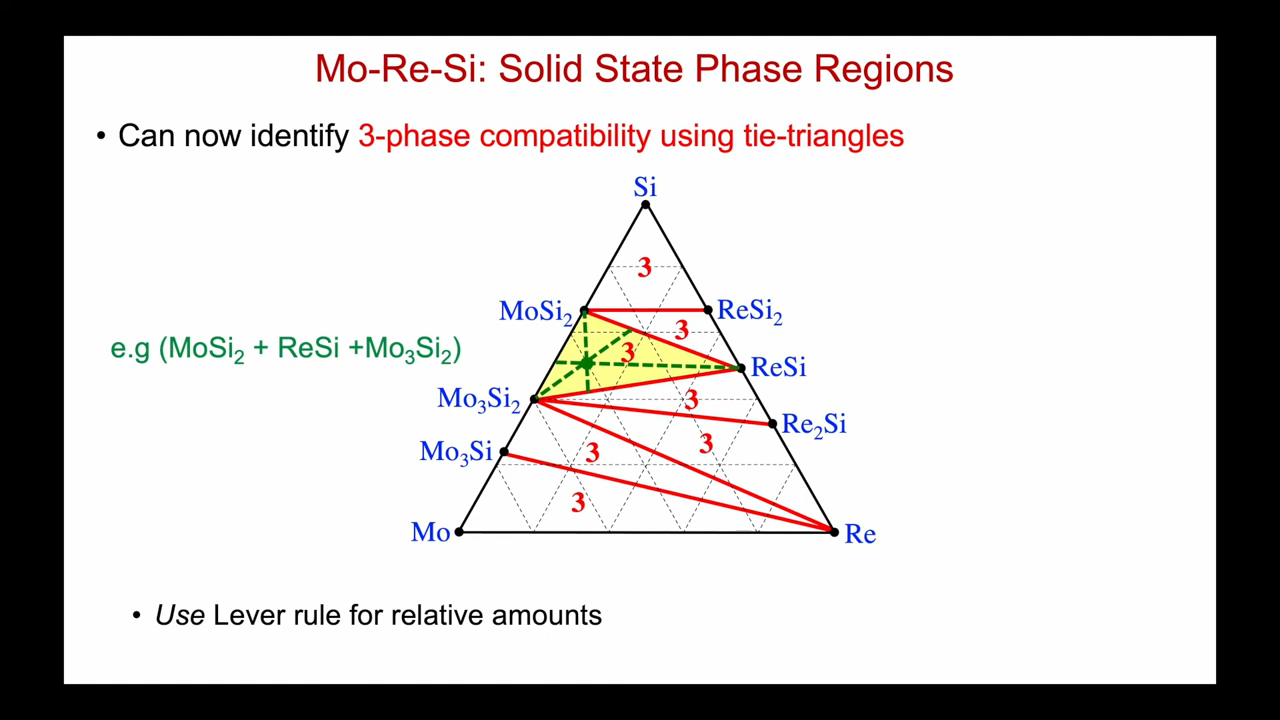 Mo-Re-Si: Solid State Phase Regions
• Can now identify 3-phase compatibility using tie-triangles
Si
3
MoSi₂
ReSi₂
3
e.g (MoSi₂ + ReSi +Mo₃Si₂)
3
ReSi
Mo₃Si₂
3
Re₂Si
Mo₃Si
3
3
3
Mo
Re
• Use Lever rule for relative amounts